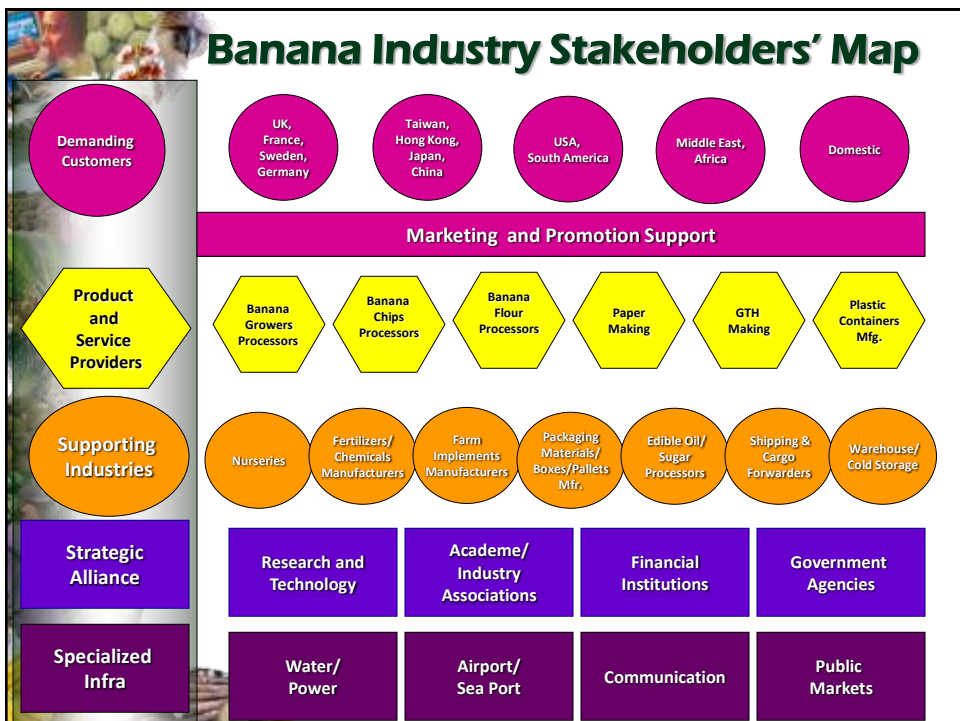 Banana Industry Stakeholders’ Map
Demanding
Customers
UK,
France,
Sweden,
Germany
Taiwan,
Hong Kong,
Japan,
China
USA,
South America
Middle East,
Africa
Domestic
Marketing and Promotion Support
Product
and
Service
Providers
Banana
Growers
Processors
Banana
Chips
Processors
Banana
Flour
Processors
Paper
Making
GTH
Making
Plastic
Containers
Mfg.
Supporting
Industries
Nurseries
Fertilizers/
Chemicals
Manufacturers
Farm
Implements
Manufacturers
Packaging
Materials/
Boxes/Pallets
Mfr.
Edible Oil/
Sugar
Processors
Shipping &
Cargo
Forwarders
Warehouse/
Cold Storage
Strategic
Alliance
Research and
Technology
Academe/
Industry
Associations
Financial
Institutions
Government
Agencies
Specialized
Infra
Water/
Power
Airport/
Sea Port
Communication
Public
Markets